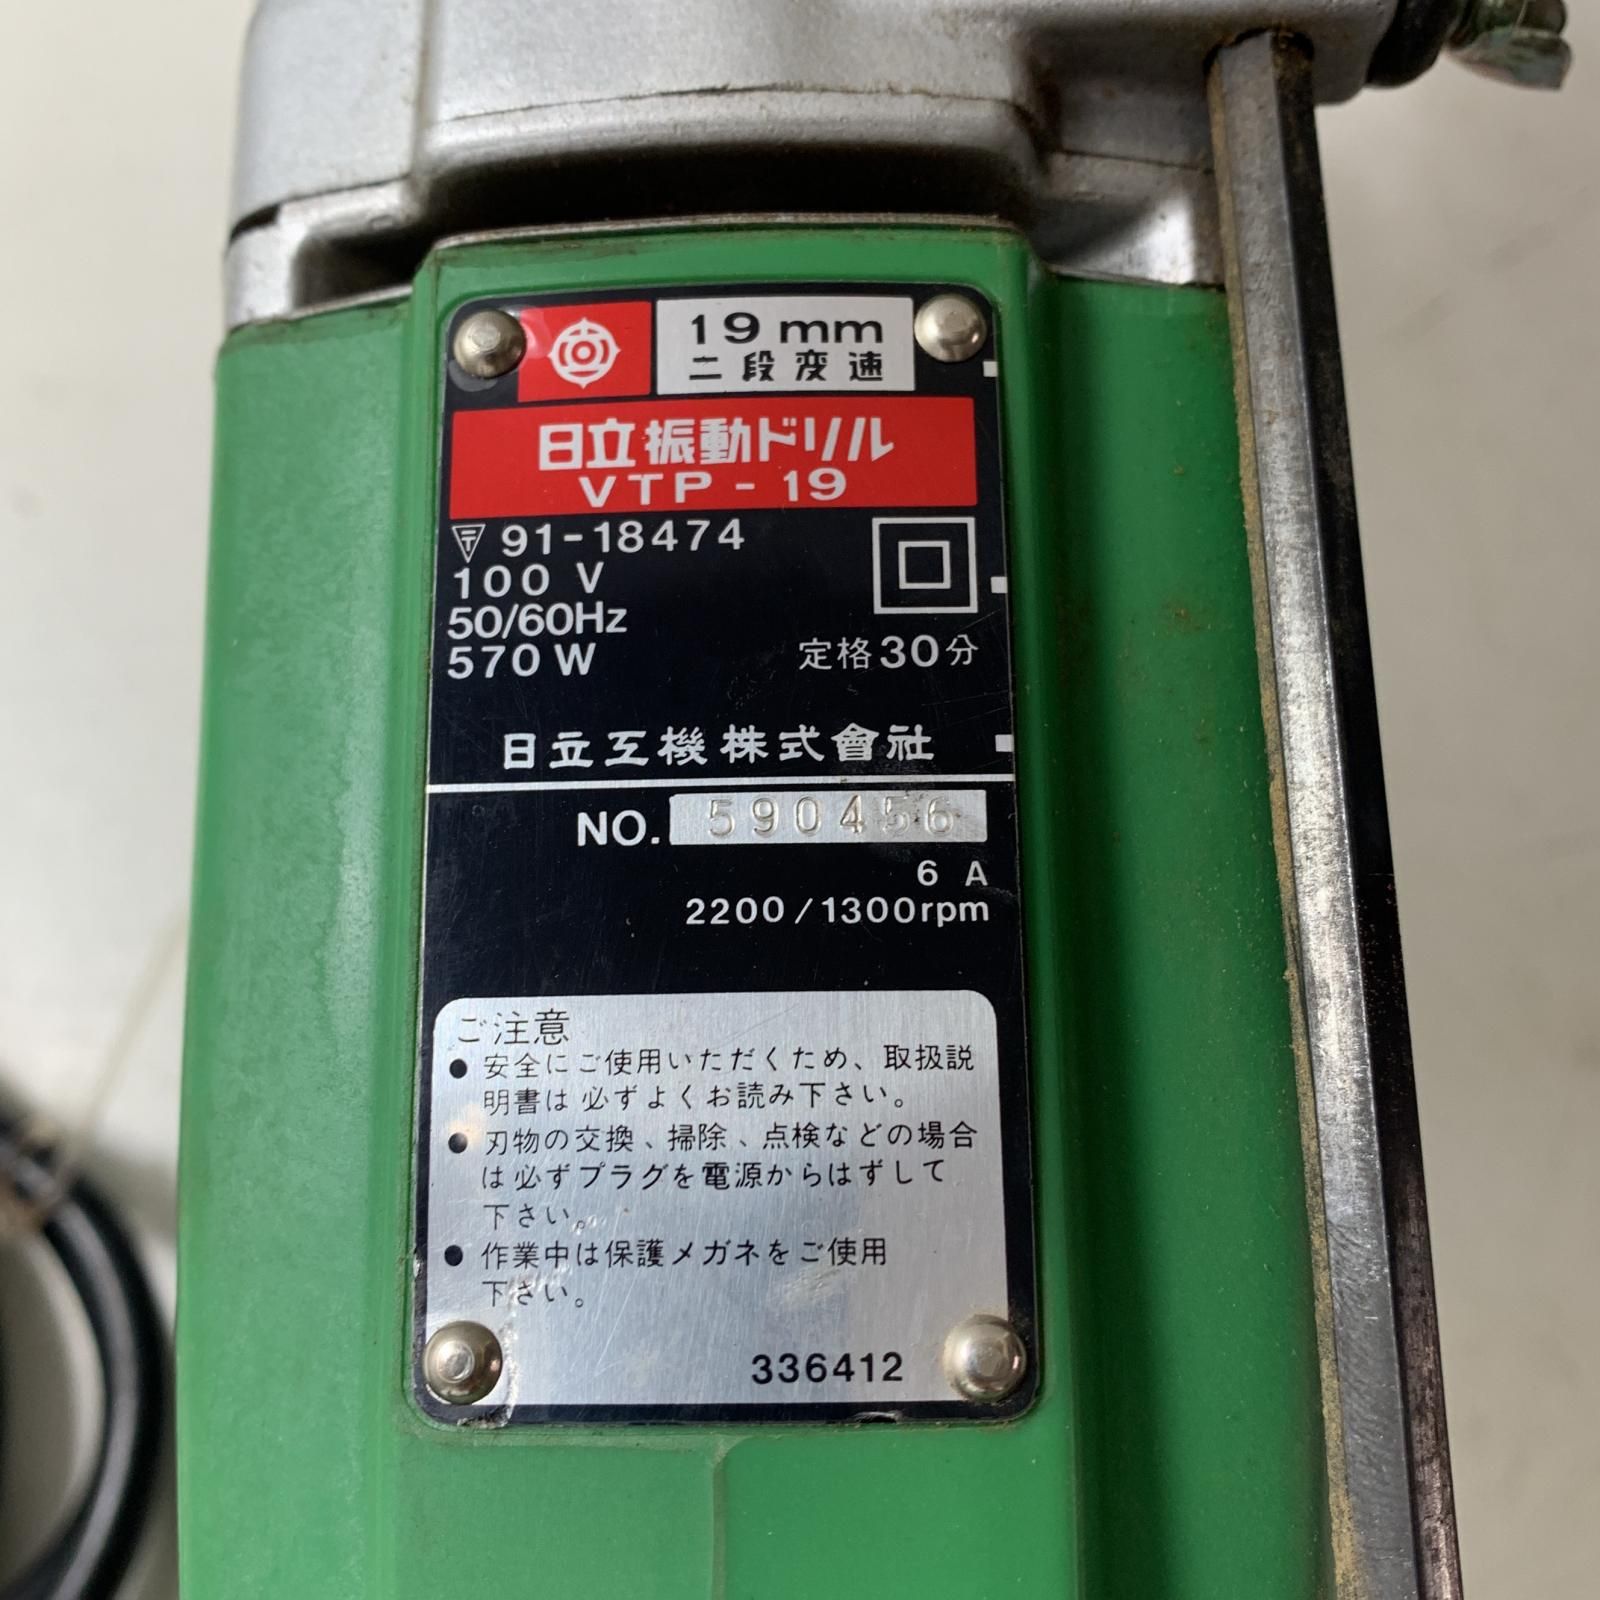 19mm
二段変速
日立振動ドリル
VTP-19
〒91-18474
100 V
50/60Hz
570W
定格30分
日立工機株式會社
NO. 590456
6 A
2200/1300rpm
ご注意
● 安全にご使用いただくため、取扱説
明書は必ずよくお読み下さい。
● 刃物の交換、掃除、点検などの場合
は必ずプラグを電源からはずして
下さい。
● 作業中は保護メガネをご使用
下さい。
336412